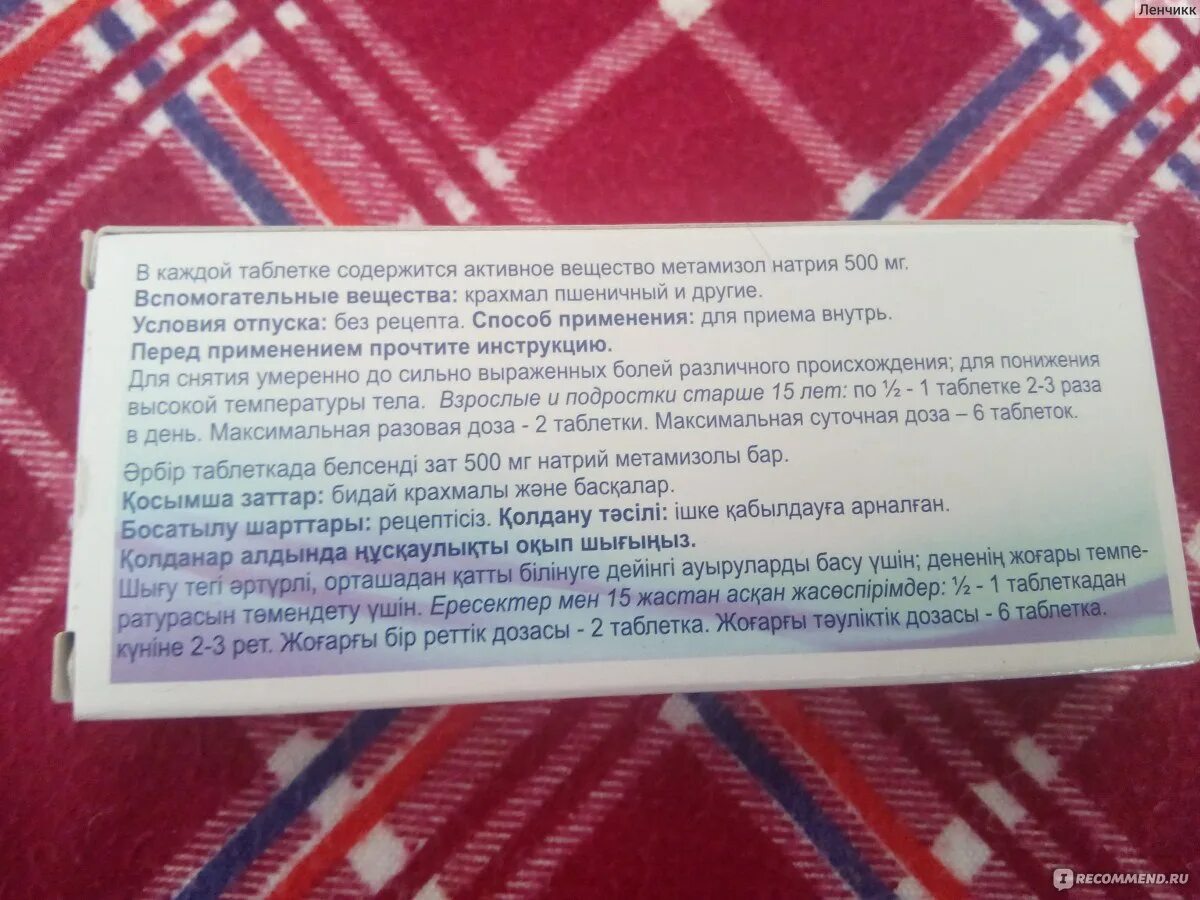 Ленчикк
В каждой таблетке содержится активное вещество метамизол натрия 500 мг.
Вспомогательные вещества: крахмал пшеничный и другие.
Условия отпуска: без рецепта. Способ применения: для приема внутрь.
Перед применением прочтите инструкцию.
Для снятия умеренно до сильно выраженных болей различного происхождения; для понижения
высокой температуры тела. Взрослые и подростки старше 15 лет: по ½ - 1 таблетке 2-3 раза
в день. Максимальная разовая доза - 2 таблетки. Максимальная суточная доза – 6 таблеток.
Әрбір таблеткада белсенді зат 500 мг натрий метамизолы бар.
Қосымша заттар: бидай крахмалы және басқалар.
Босатылу шарттары: рецептісіз. Қолдану тәсілі: ішке қабылдауға арналған.
Қолданар алдында нұсқаулықты оқып шығыңыз.
Шығу тегі әртүрлі, орташадан қатты білінуге дейінгі ауыруларды басу үшін; дененің жоғары темпе-
ратурасын төмендету үшін. Ересектер мен 15 жастан асқан жасөспірімдер: ½ - 1 таблеткадан
күніне 2-3 рет. Жоғарғы бір реттік дозасы - 2 таблетка. Жоғарғы тәуліктік дозасы - 6 таблетка.
IRECOMMEND.RU